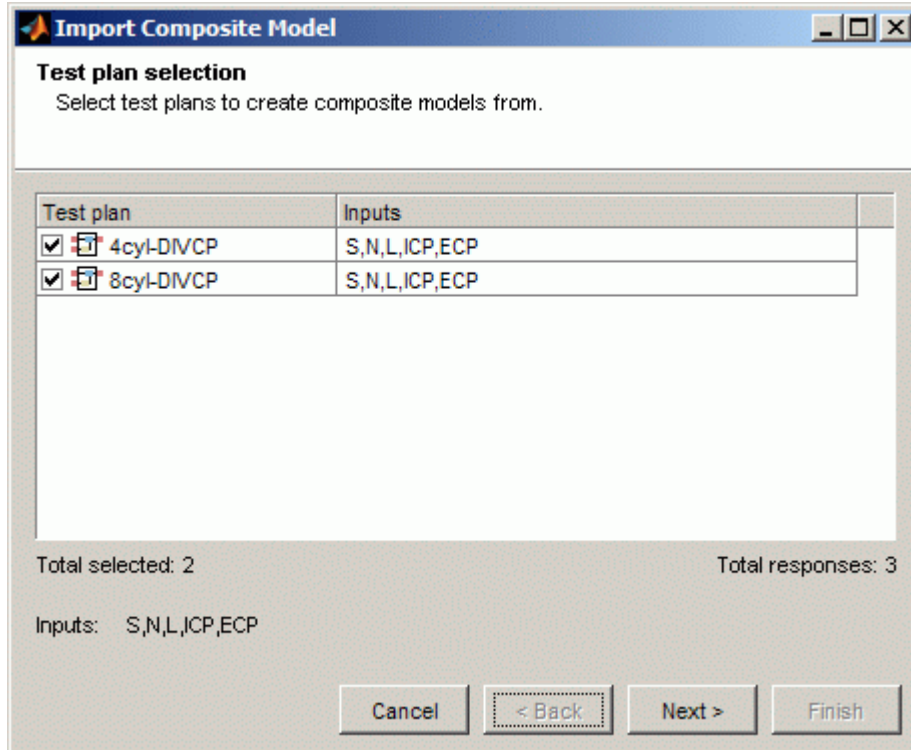 Import Composite Model
Test plan selection
Select test plans to create composite models from.
Test plan Inputs
4cyl-DIVCP S,N,L,ICP,ECP
8cyl-DIVCP S,N,L,ICP,ECP
Total selected: 2 Total responses: 3
Inputs: S,N,L,ICP,ECP
Cancel < Back Next > Finish